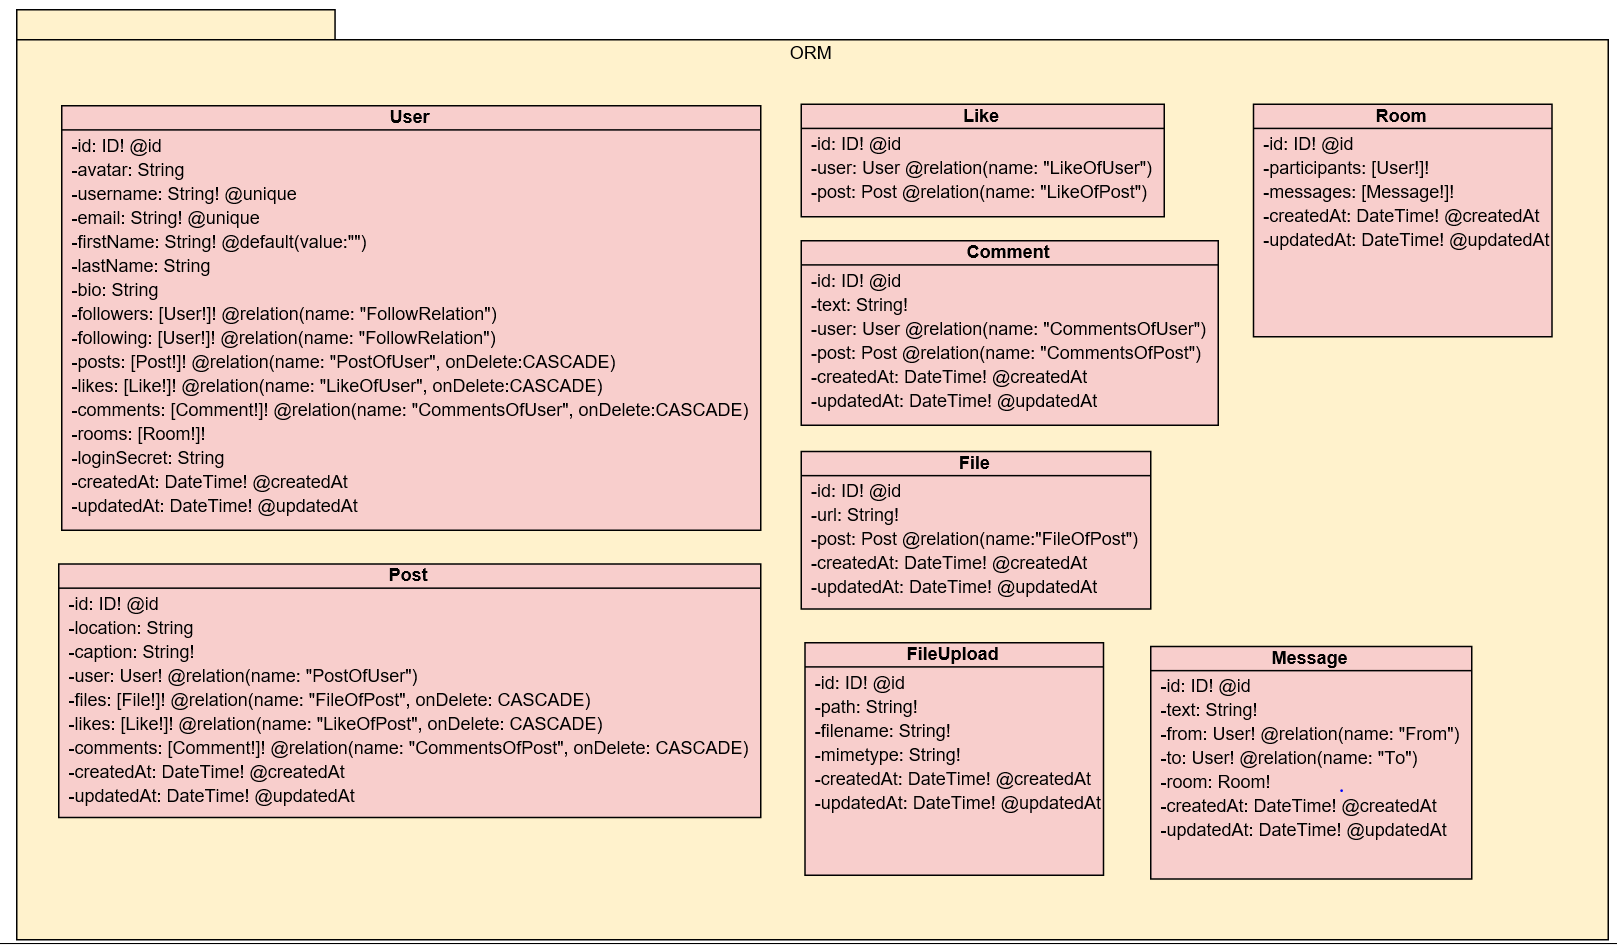 ORM
User
-id: ID! @id
-avatar: String
-username: String! @unique
-email: String! @unique
-firstName: String! @default(value:"")
-lastName: String
-bio: String
-followers: [User!]! @relation(name: "FollowRelation")
-following: [User!]! @relation(name: "FollowRelation")
-posts: [Post!]! @relation(name: "PostOfUser", onDelete:CASCADE)
-likes: [Like!]! @relation(name: "LikeOfUser", onDelete:CASCADE)
-comments: [Comment!]! @relation(name: "CommentsOfUser", onDelete:CASCADE)
-rooms: [Room!]!
-loginSecret: String
-createdAt: DateTime! @createdAt
-updatedAt: DateTime! @updatedAt
Post
-id: ID! @id
-location: String
-caption: String!
-user: User! @relation(name: "PostOfUser")
-files: [File!]! @relation(name: "FileOfPost", onDelete: CASCADE)
-likes: [Like!]! @relation(name: "LikeOfPost", onDelete: CASCADE)
-comments: [Comment!]! @relation(name: "CommentsOfPost", onDelete: CASCADE)
-createdAt: DateTime! @createdAt
-updatedAt: DateTime! @updatedAt
Like
-id: ID! @id
-user: User @relation(name: "LikeOfUser")
-post: Post @relation(name: "LikeOfPost")
Comment
-id: ID! @id
-text: String!
-user: User @relation(name: "CommentsOfUser")
-post: Post @relation(name: "CommentsOfPost")
-createdAt: DateTime! @createdAt
-updatedAt: DateTime! @updatedAt
File
-id: ID! @id
-url: String!
-post: Post @relation(name:"FileOfPost")
-createdAt: DateTime! @createdAt
-updatedAt: DateTime! @updatedAt
FileUpload
-id: ID! @id
-path: String!
-filename: String!
-mimetype: String!
-createdAt: DateTime! @createdAt
-updatedAt: DateTime! @updatedAt
Room
-id: ID! @id
-participants: [User!]!
-messages: [Message!]!
-createdAt: DateTime! @createdAt
-updatedAt: DateTime! @updatedAt
Message
-id: ID! @id
-text: String!
-from: User! @relation(name: "From")
-to: User! @relation(name: "To")
-room: Room!
-createdAt: DateTime! @createdAt
-updatedAt: DateTime! @updatedAt